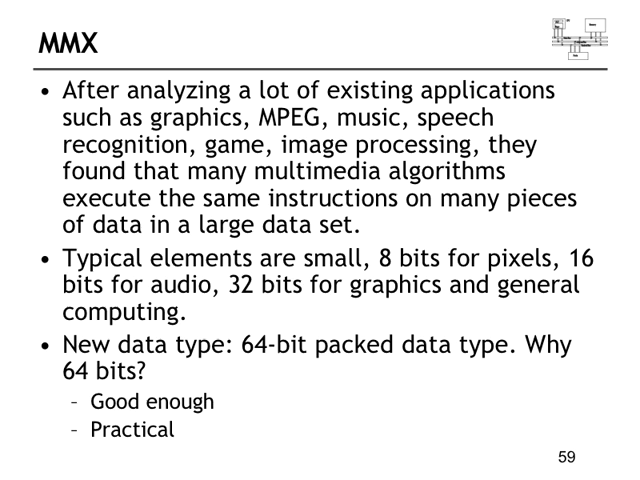 MMX
• After analyzing a lot of existing applications
such as graphics, MPEG, music, speech
recognition, game, image processing, they
found that many multimedia algorithms
execute the same instructions on many pieces
of data in a large data set.
• Typical elements are small, 8 bits for pixels, 16
bits for audio, 32 bits for graphics and general
computing.
• New data type: 64-bit packed data type. Why
64 bits?
– Good enough
– Practical
59